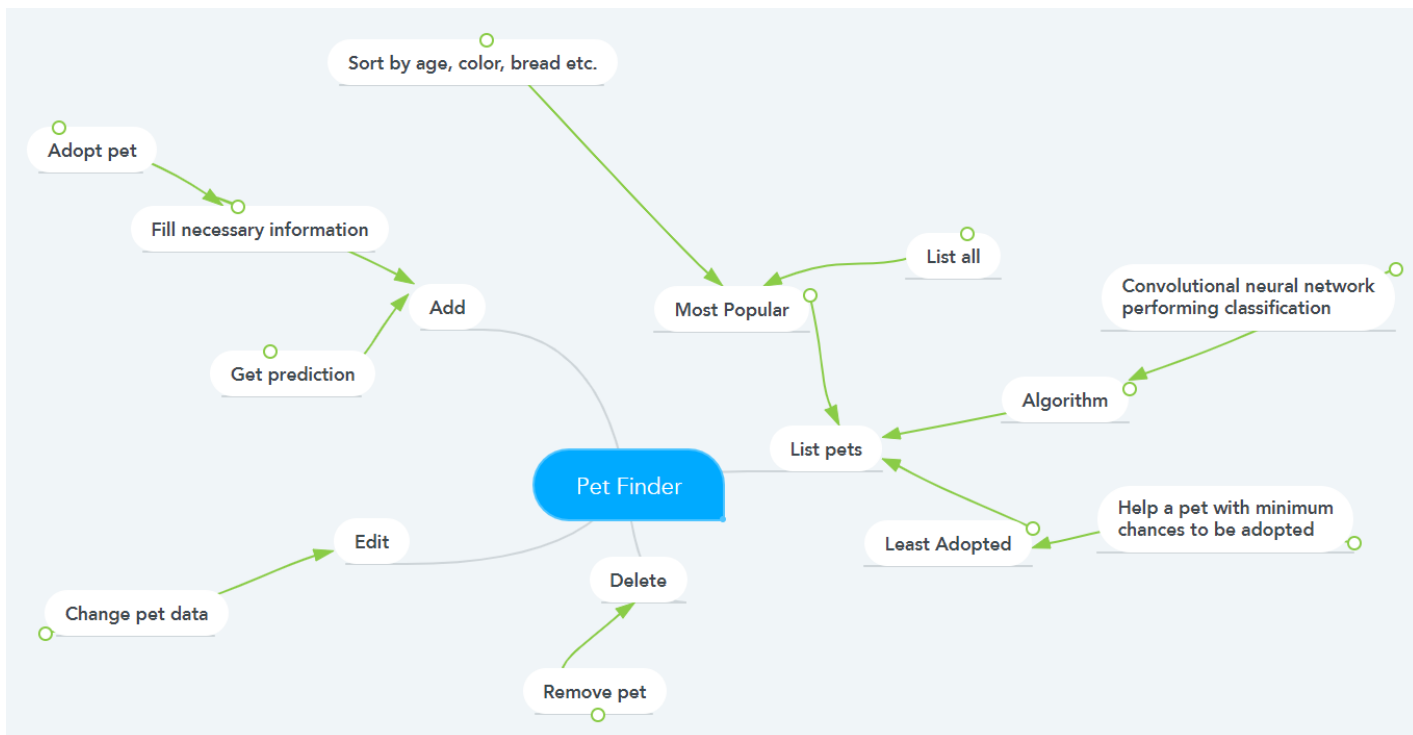 Sort by age, color, bread etc.
Adopt pet
Fill necessary information
List all
Convolutional neural network
performing classification
Add
Most Popular
Get prediction
Algorithm
List pets
Pet Finder
Help a pet with minimum
chances to be adopted
Edit
Least Adopted
Delete
Change pet data
Remove pet